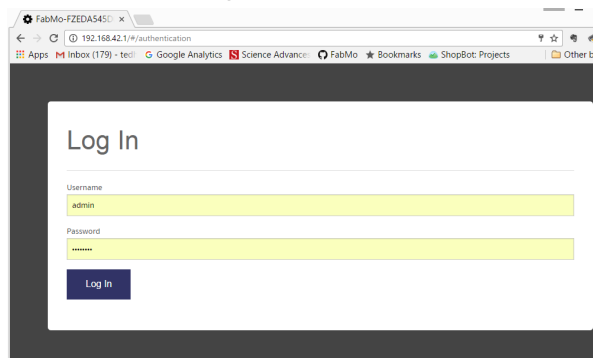 FabMo-FZEDA545D
192.168.42.1/#/authentication
Apps Inbox (179) - ted Google Analytics Science Advance FabMo Bookmarks ShopBot: Projects Other b
Log In
Username
admin
Password
••••••••
Log In